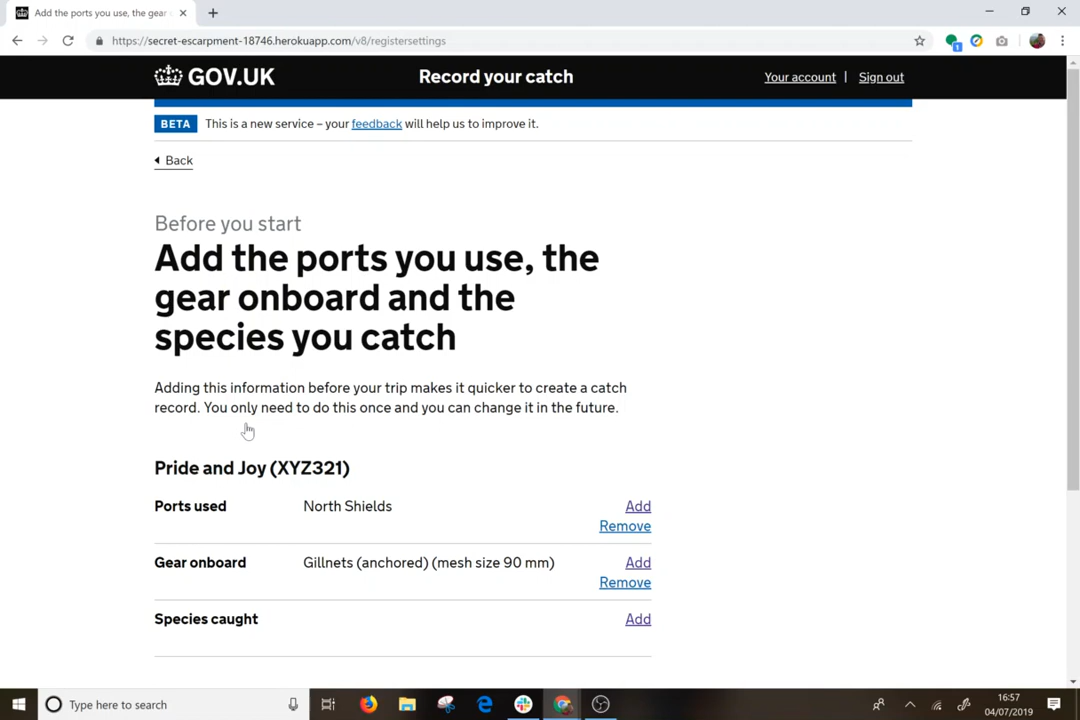 Add the ports you use, the gear
https://secret-escarpment-18746.herokuapp.com/v8/registersettings
1
GOV.UK
Record your catch
Your account | Sign out
BETA
This is a new service – your feedback will help us to improve it.
Back
Before you start
Add the ports you use, the
gear onboard and the
species you catch
Adding this information before your trip makes it quicker to create a catch
record. You only need to do this once and you can change it in the future.
Pride and Joy (XYZ321)
Ports used North Shields Add
Remove
Gear onboard Gillnets (anchored) (mesh size 90 mm) Add
Remove
Species caught Add
Type here to search
16:57
04/07/2019